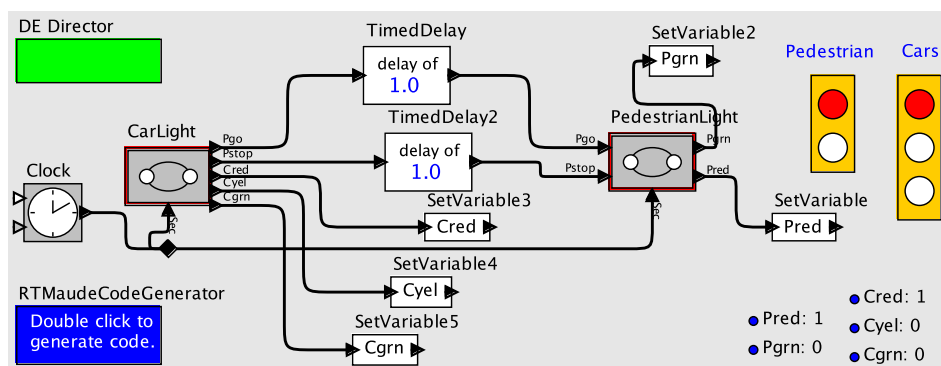 DE Director
TimedDelay
delay of
1.0
SetVariable2
Pgrn
Pedestrian
Cars
CarLight
Pgo
Pstop
Cred
Cyel
Cgrn
Sec
TimedDelay2
delay of
1.0
PedestrianLight
Pgo
Pstop
Pgrn
Pred
Sec
Clock
SetVariable3
Cred
SetVariable
Pred
SetVariable4
Cyel
RTMaudeCodeGenerator
Double click to
generate code.
SetVariable5
Cgrn
Pred: 1
Pgrn: 0
Cred: 1
Cyel: 0
Cgrn: 0